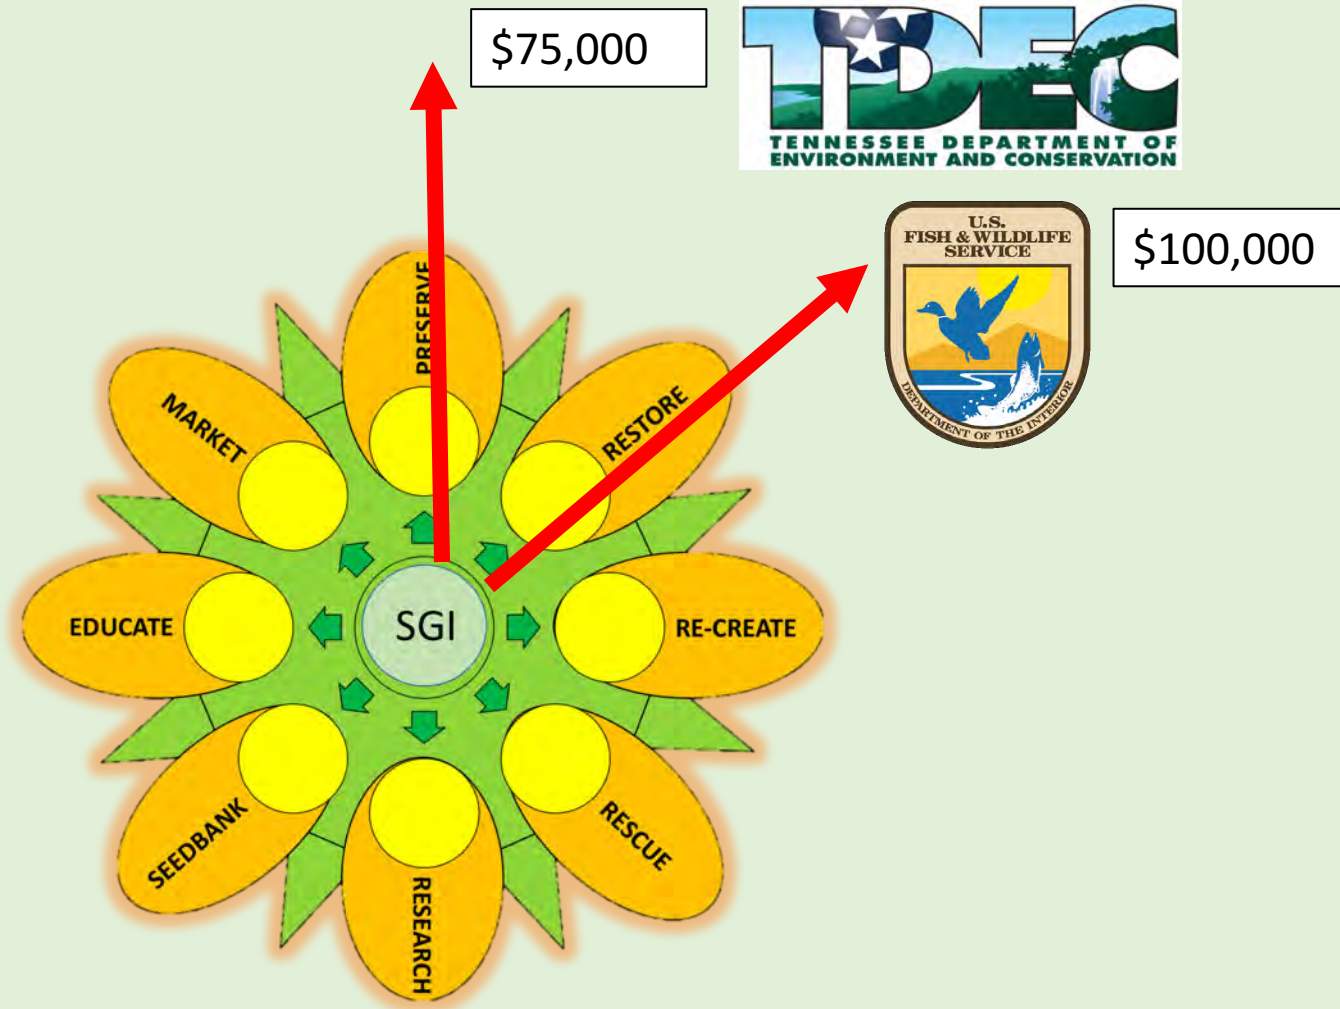 $75,000
TDEC
TENNESSEE DEPARTMENT OF
ENVIRONMENT AND CONSERVATION
U.S.
FISH & WILDLIFE
SERVICE
DEPARTMENT OF THE INTERIOR
$100,000
PRESERVE
RESTORE
RE-CREATE
RESCUE
RESEARCH
SEEDBANK
EDUCATE
MARKET
SGI